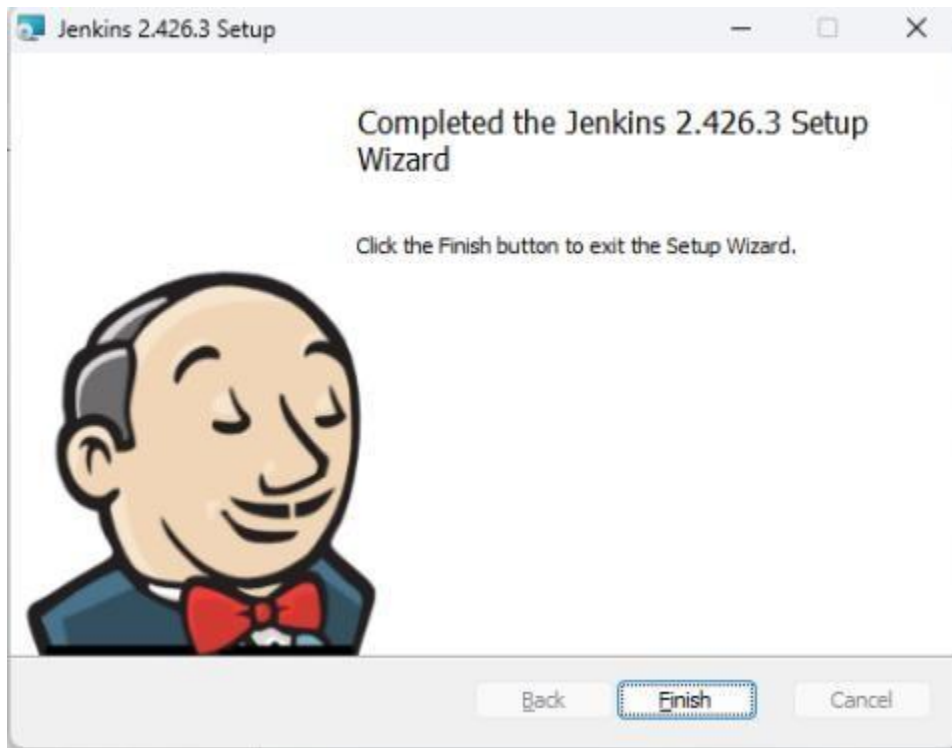 Jenkins 2.426.3 Setup
Completed the Jenkins 2.426.3 Setup
Wizard
Click the Finish button to exit the Setup Wizard.
Back
Finish
Cancel